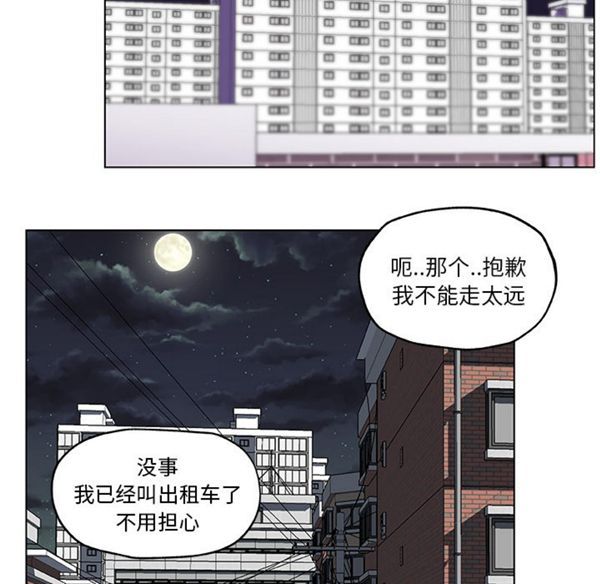 呃..那个..抱歉
我不能走太远
没事
我已经叫出租车了
不用担心